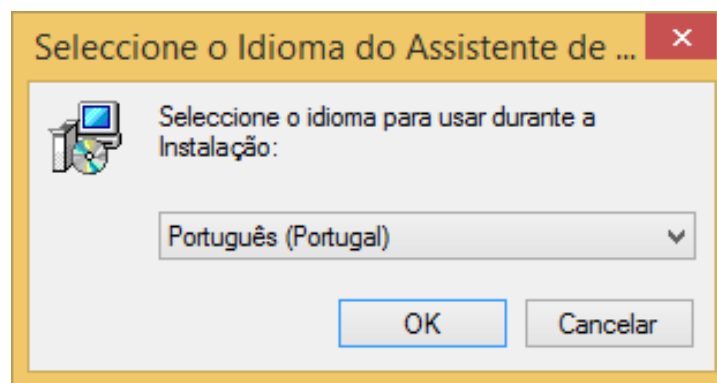 Seleccione o Idioma do Assistente de ...
Seleccione o idioma para usar durante a
Instalação:
Português (Portugal)
OK Cancelar